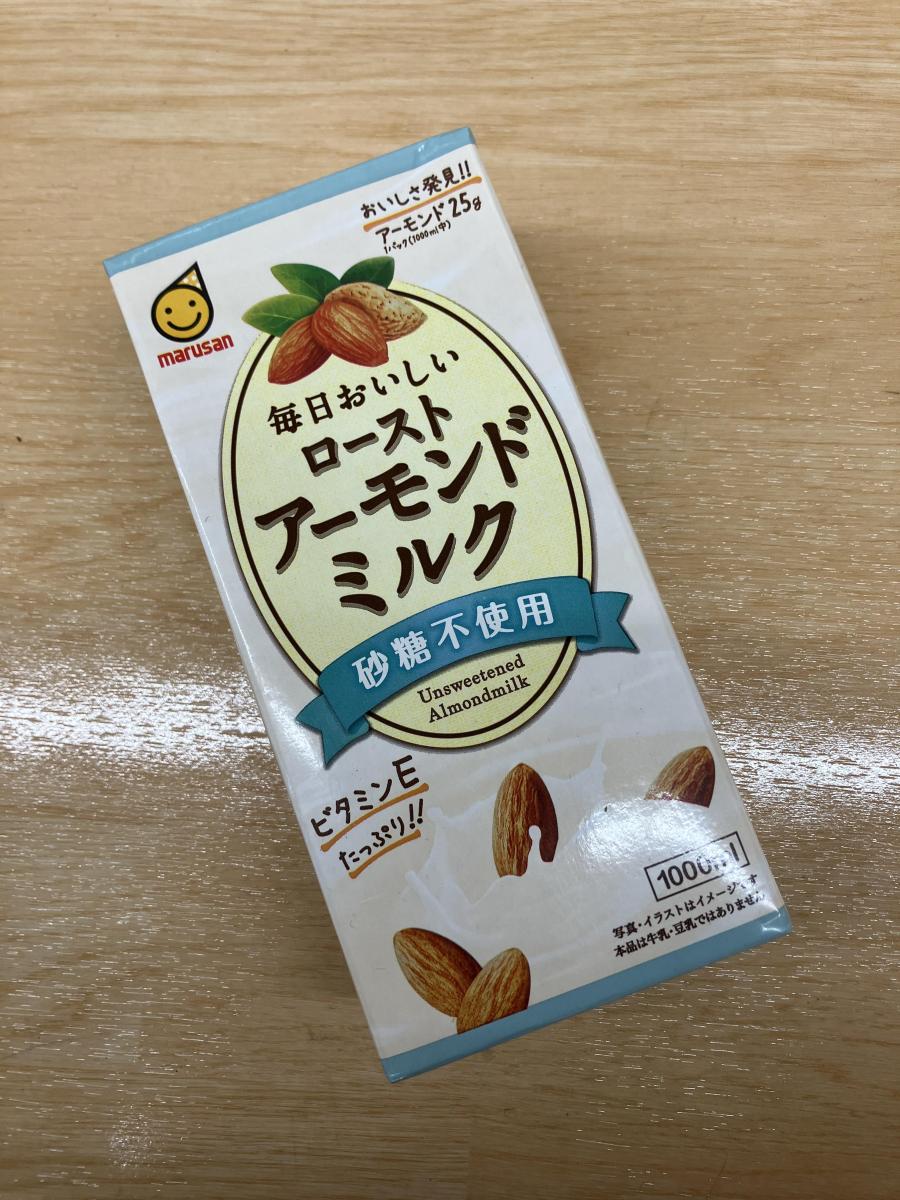 おいしさ発見!!
アーモンド25g
1パック(1000ml中)
marusan
毎日おいしい
ロースト
アーモンド
ミルク
砂糖不使用
Unsweetened
Almondmilk
ビタミンE
たっぷり!!
1000ml
写真・イラストはイメージです
本品は牛乳・豆乳ではありません